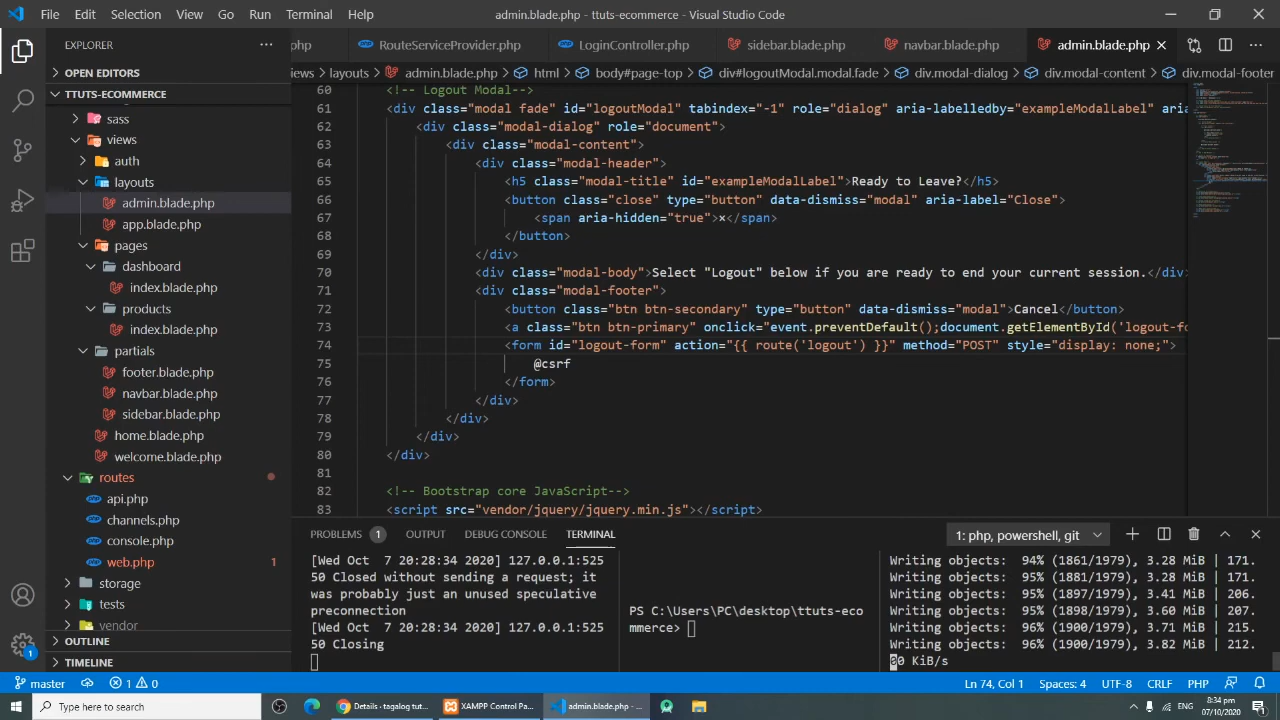 File Edit Selection View Go Run Terminal Help
admin.blade.php - ttuts-ecommerce - Visual Studio Code
EXPLORER
php RouteServiceProvider.php LoginController.php sidebar.blade.php navbar.blade.php admin.blade.php
iews > layouts > admin.blade.php > html > body#page-top > div#logoutModal.modal.fade > div.modal-dialog > div.modal-content > div.modal-footer
OPEN EDITORS
TTUTS-ECOMMERCE
sass
views
auth
layouts
admin.blade.php
app.blade.php
pages
dashboard
index.blade.php
products
index.blade.php
partials
footer.blade.php
navbar.blade.php
sidebar.blade.php
home.blade.php
welcome.blade.php
routes
api.php
channels.php
console.php
web.php 1
storage
tests
vendor
OUTLINE
TIMELINE
60 <!-- Logout Modal-->
61 <div class="modal fade" id="logoutModal" tabindex="-1" role="dialog" aria-labelledby="exampleModalLabel" aria
62 <div class="modal-dialog" role="document">
63 <div class="modal-content">
64 <div class="modal-header">
65 <h5 class="modal-title" id="exampleModalLabel">Ready to Leave?</h5>
66 <button class="close" type="button" data-dismiss="modal" aria-label="Close">
67 <span aria-hidden="true">×</span>
68 </button>
69 </div>
70 <div class="modal-body">Select "Logout" below if you are ready to end your current session.</div>
71 <div class="modal-footer">
72 <button class="btn btn-secondary" type="button" data-dismiss="modal">Cancel</button>
73 <a class="btn btn-primary" onclick="event.preventDefault();document.getElementById('logout-fo
74 <form id="logout-form" action="{{ route('logout') }}" method="POST" style="display: none;">
75 @csrf
76 </form>
77 </div>
78 </div>
79 </div>
80 </div>
81
82 <!-- Bootstrap core JavaScript-->
83 <script src="vendor/jquery/jquery.min.js"></script>
PROBLEMS 1 OUTPUT DEBUG CONSOLE TERMINAL
1: php, powershell, git
[Wed Oct 7 20:28:34 2020] 127.0.0.1:525
50 Closed without sending a request; it
was probably just an unused speculative
preconnection
[Wed Oct 7 20:28:34 2020] 127.0.0.1:525
50 Closing
PS C:\Users\PC\desktop\ttuts-eco
mmerce>
Writing objects: 94% (1861/1979), 3.28 MiB | 171.
Writing objects: 95% (1881/1979), 3.28 MiB | 171.
Writing objects: 95% (1897/1979), 3.41 MiB | 206.
Writing objects: 95% (1898/1979), 3.60 MiB | 207.
Writing objects: 96% (1900/1979), 3.71 MiB | 215.
Writing objects: 96% (1900/1979), 3.82 MiB | 212.
00 KiB/s
master 1 0
Ln 74, Col 1 Spaces: 4 UTF-8 CRLF PHP
1
Type here to search
Details · tagalog tut...
XAMPP Control Pa...
admin.blade.php - ...
ENG
8:34 pm
07/10/2020